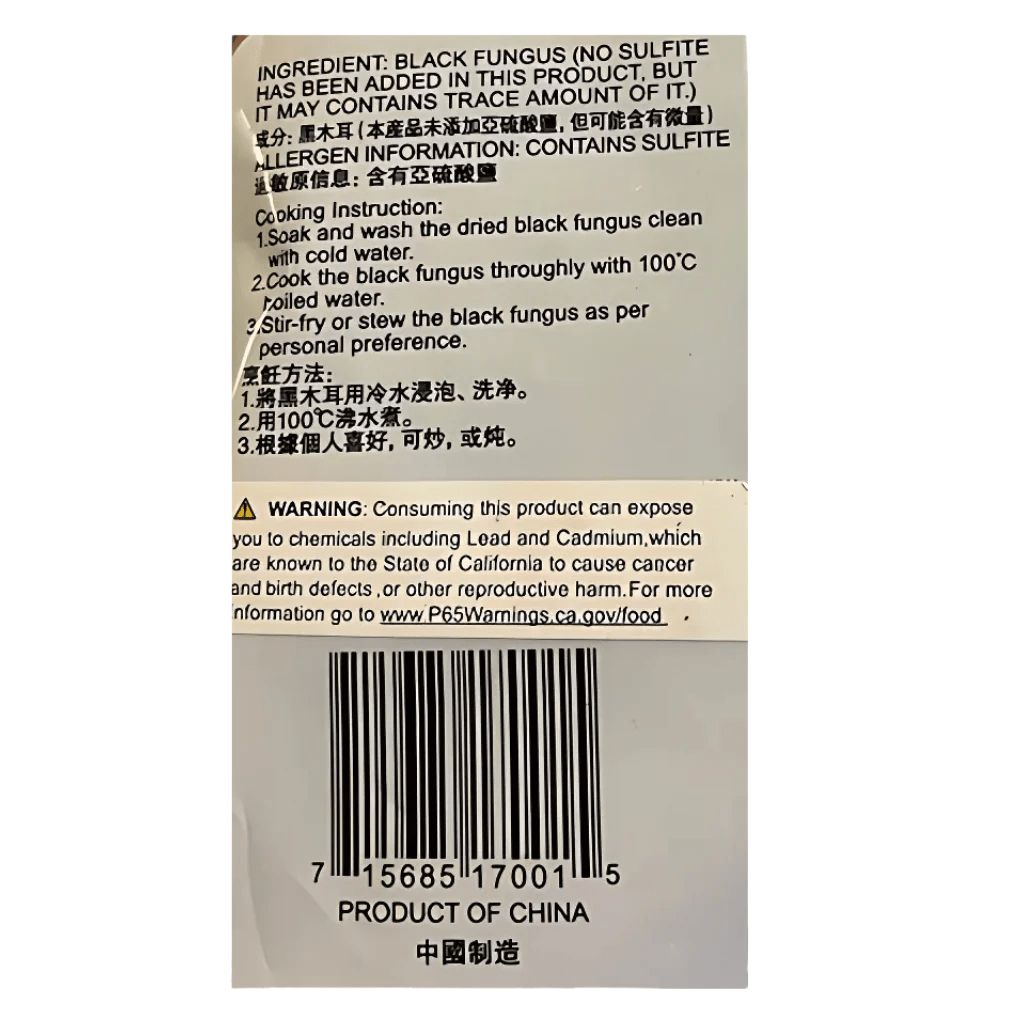 INGREDIENT: BLACK FUNGUS (NO SULFITE
HAS BEEN ADDED IN THIS PRODUCT, BUT
IT MAY CONTAINS TRACE AMOUNT OF IT.)
成分: 黑木耳 (本産品未添加亞硫酸鹽, 但可能含有微量)
ALLERGEN INFORMATION: CONTAINS SULFITE
過敏原信息: 含有亞硫酸鹽
Cooking Instruction:
1.Soak and wash the dried black fungus clean
with cold water.
2.Cook the black fungus throughly with 100°C
boiled water.
3.Stir-fry or stew the black fungus as per
personal preference.
烹飪方法:
1.將黑木耳用冷水浸泡、洗净。
2.用100℃沸水煮。
3.根據個人喜好, 可炒, 或炖。
WARNING: Consuming this product can expose
you to chemicals including Lead and Cadmium,which
are known to the State of California to cause cancer
and birth defects ,or other reproductive harm.For more
information go to www.P65Warnings.ca.gov/food .
7 15685 17001 5
PRODUCT OF CHINA
中國制造